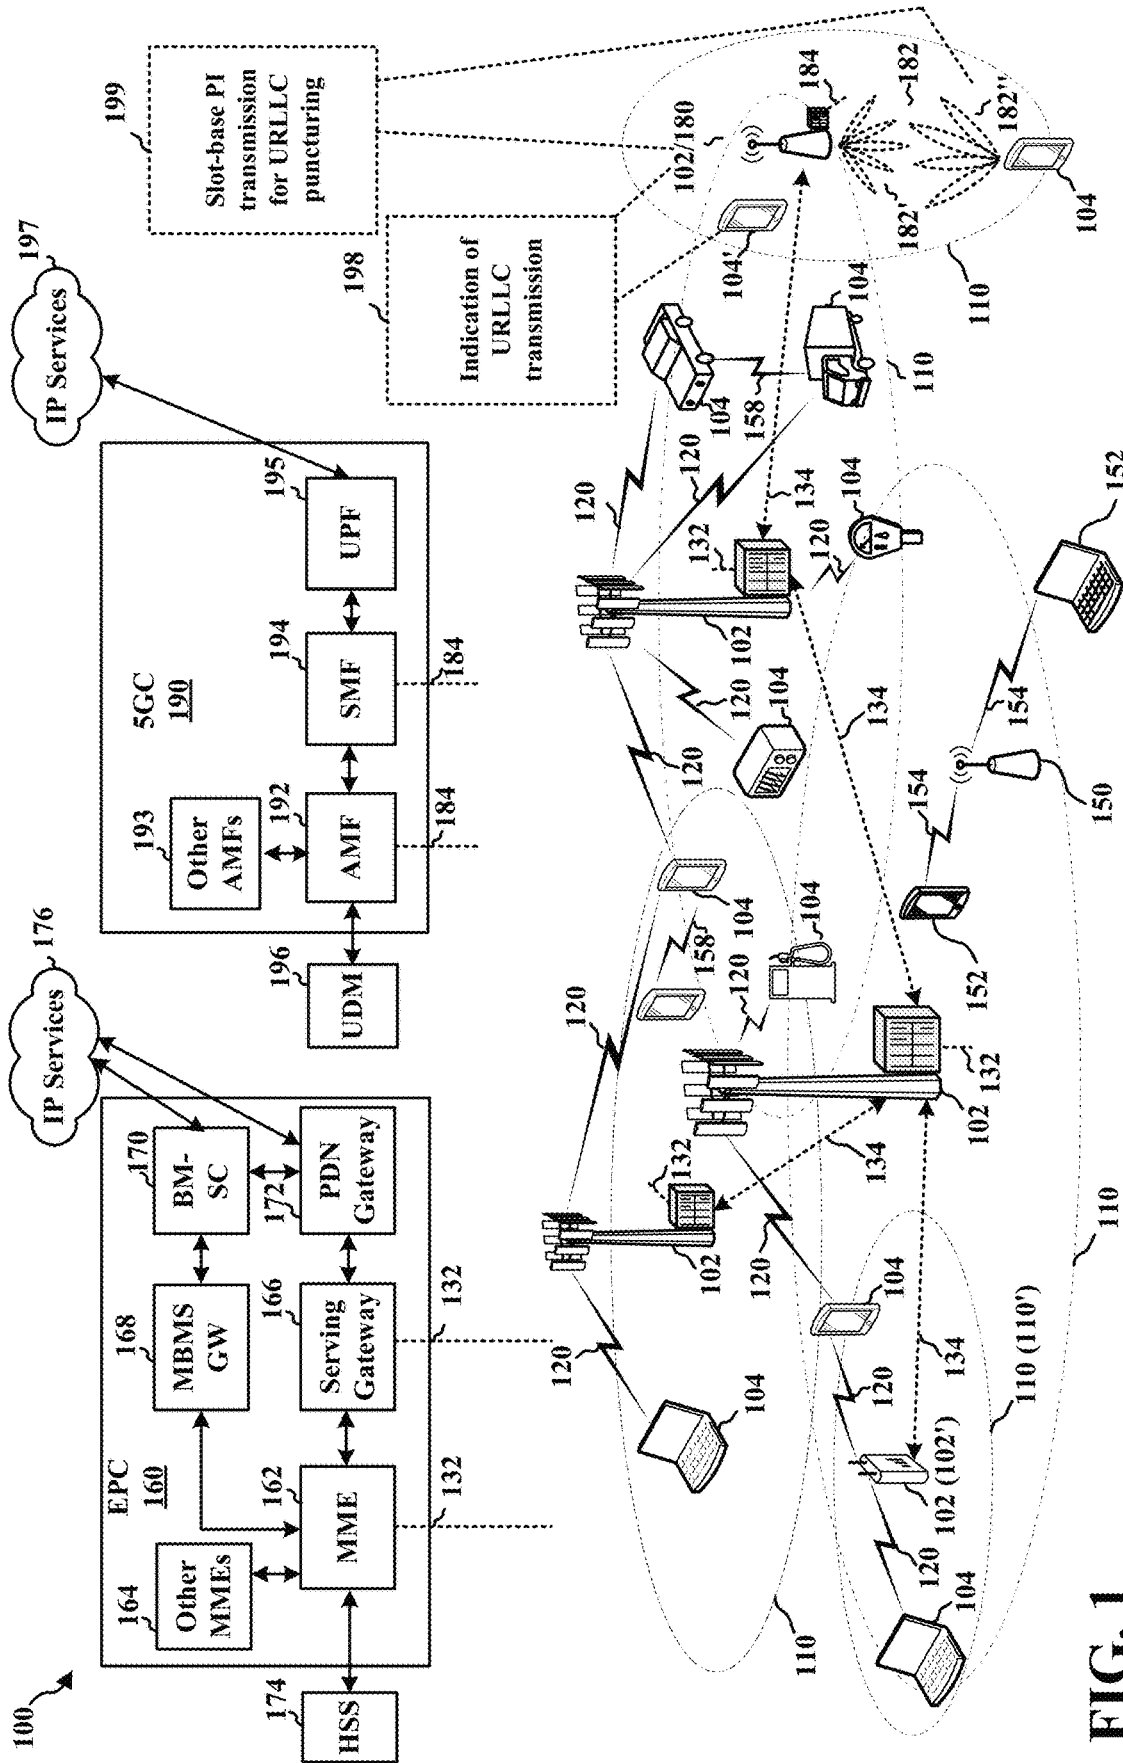 100
174
HSS
EPC
160
164
Other
MMEs
162
MME
132
168
MBMS
GW
166
Serving
Gateway
132
170
BM-
SC
172
PDN
Gateway
176
IP Services
196
UDM
5GC
190
193
Other
AMFs
192
AMF
184
194
SMF
184
195
UPF
197
IP Services
199
Slot-base PI
transmission
for URLLC
puncturing
198
Indication of
URLLC
transmission
120
104
110
132
102
134
120
120
158
104
120
104
120
120
104
120
132
102
134
120
104
120
104
158
104
110
134
102/180
104'
184
182
182'
182''
104
110
104
120
102 (102')
120
104
134
110 (110')
132
102
134
152
154
150
154
152
110
FIG. 1